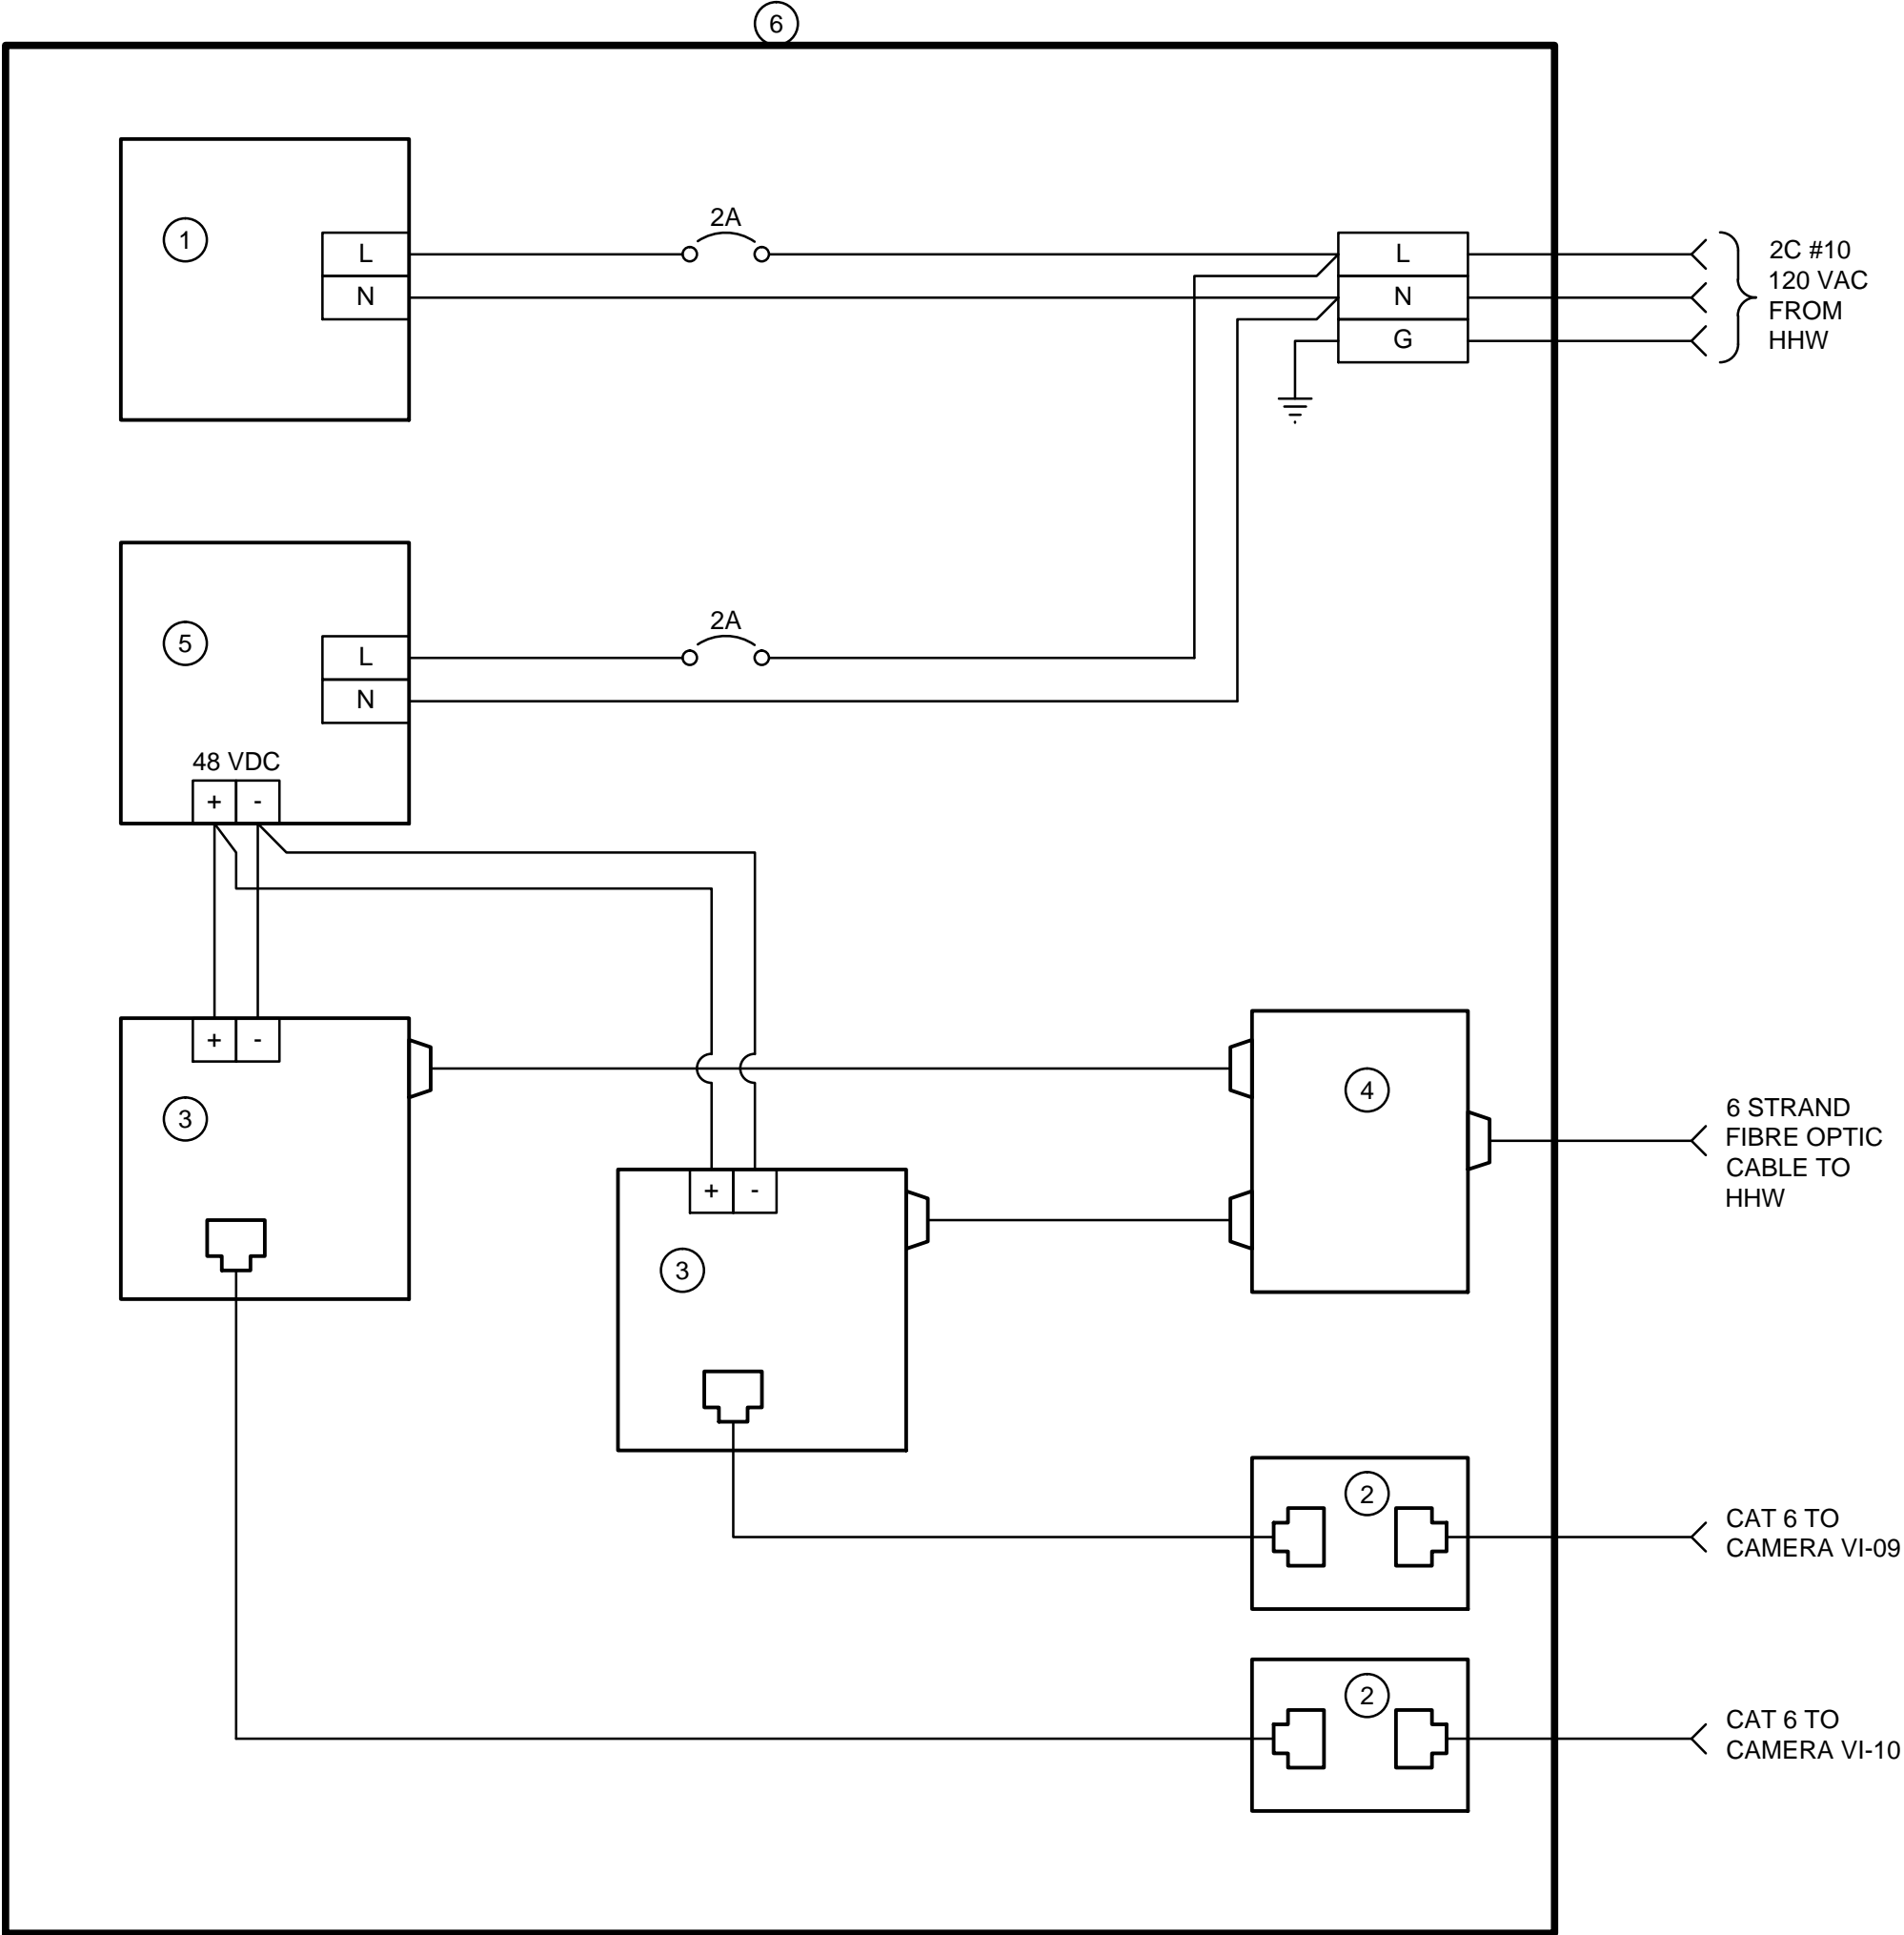 6
1
L
N
2A
L
N
G
2C #10
120 VAC
FROM
HHW
5
L
N
2A
48 VDC
+ -
+ -
3
4
6 STRAND
FIBRE OPTIC
CABLE TO
HHW
+ -
3
2
CAT 6 TO
CAMERA VI-09
2
CAT 6 TO
CAMERA VI-10